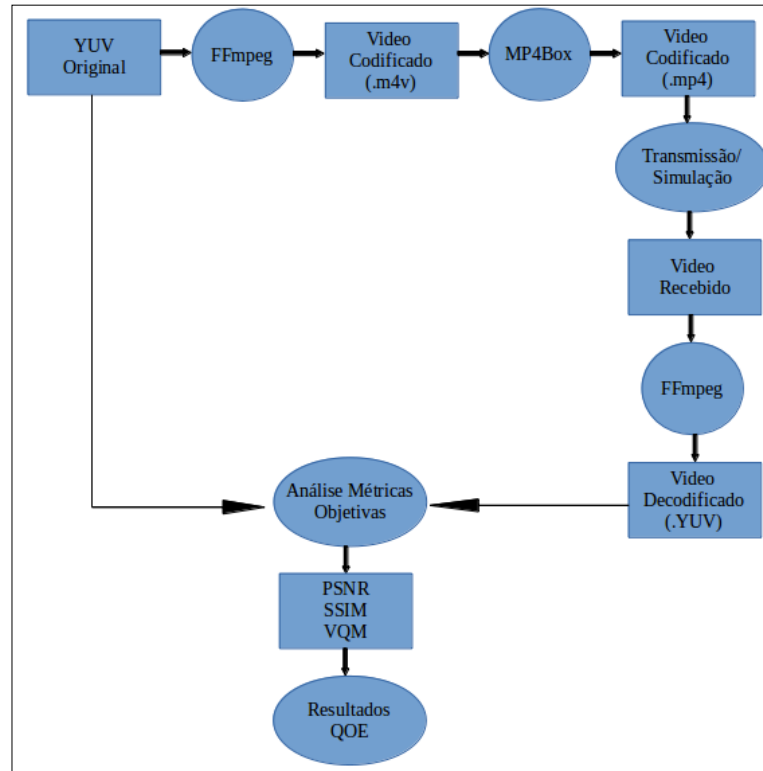 YUV
Original
FFmpeg
Video
Codificado
(.m4v)
MP4Box
Video
Codificado
(.mp4)
Transmissão/
Simulação
Video
Recebido
FFmpeg
Video
Decodificado
(.YUV)
Análise Métricas
Objetivas
PSNR
SSIM
VQM
Resultados
QOE